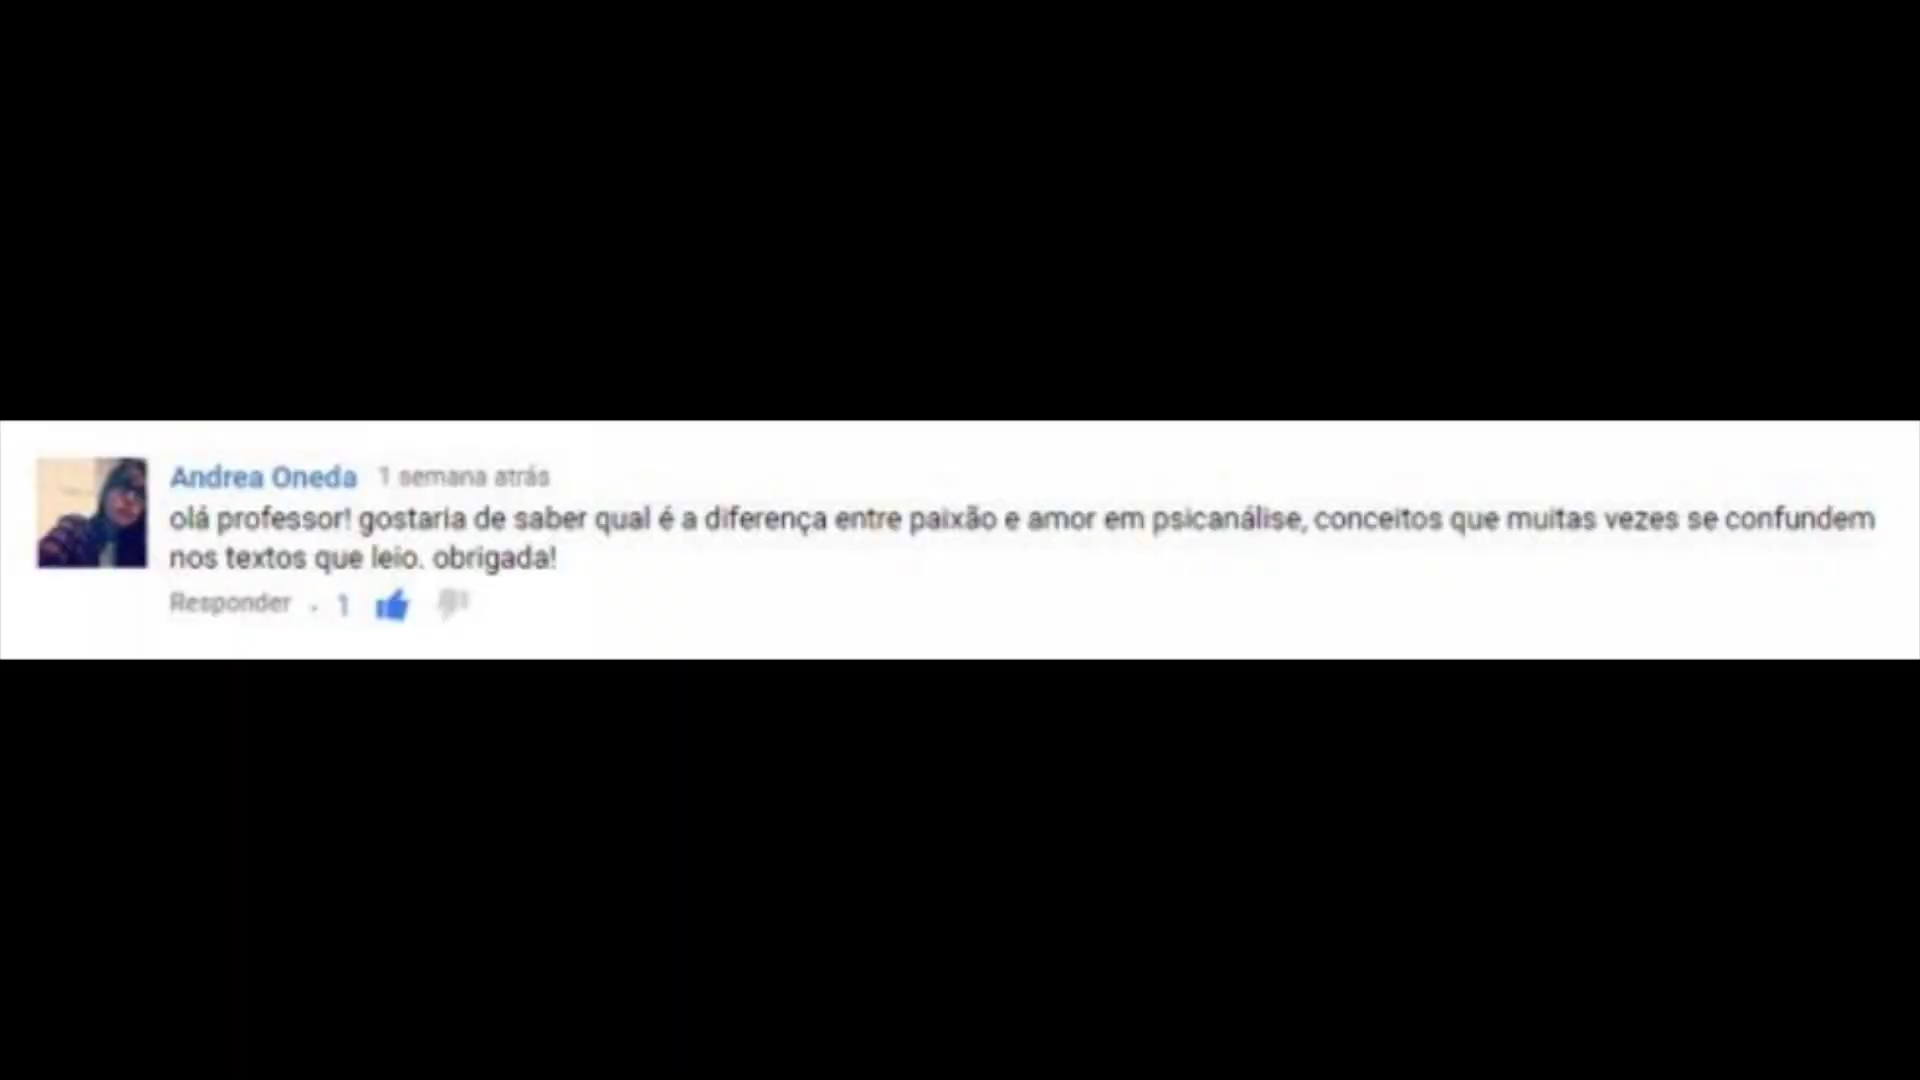 Andrea Oneda 1 semana atrás
olá professor! gostaria de saber qual é a diferença entre paixão e amor em psicanálise, conceitos que muitas vezes se confundem
nos textos que leio. obrigada!
Responder . 1